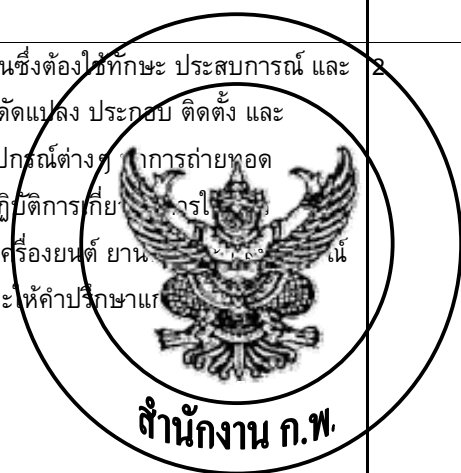 นซึ่งต้องใช้ทักษะ ประสบการณ์ และ 2
ดัดแปลง ประกอบ ติดตั้ง และ
ปกรณ์ต่างๆ การถ่ายทอด
ฏิบัติการเกี่ย
ครื่องยนต์ ยาน ณ์
ะให้คำปรึกษาแก
สำนักงาน ก.พ.